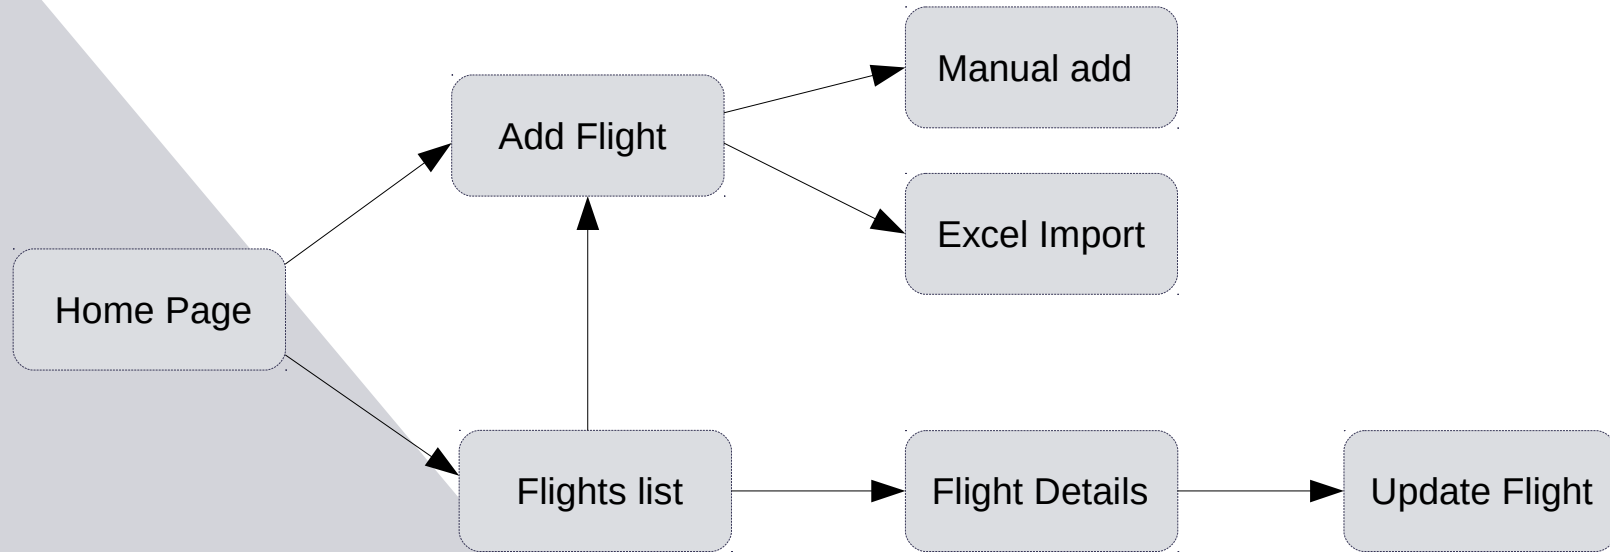 Manual add
Add Flight
Excel Import
Home Page
Flights list
Flight Details
Update Flight